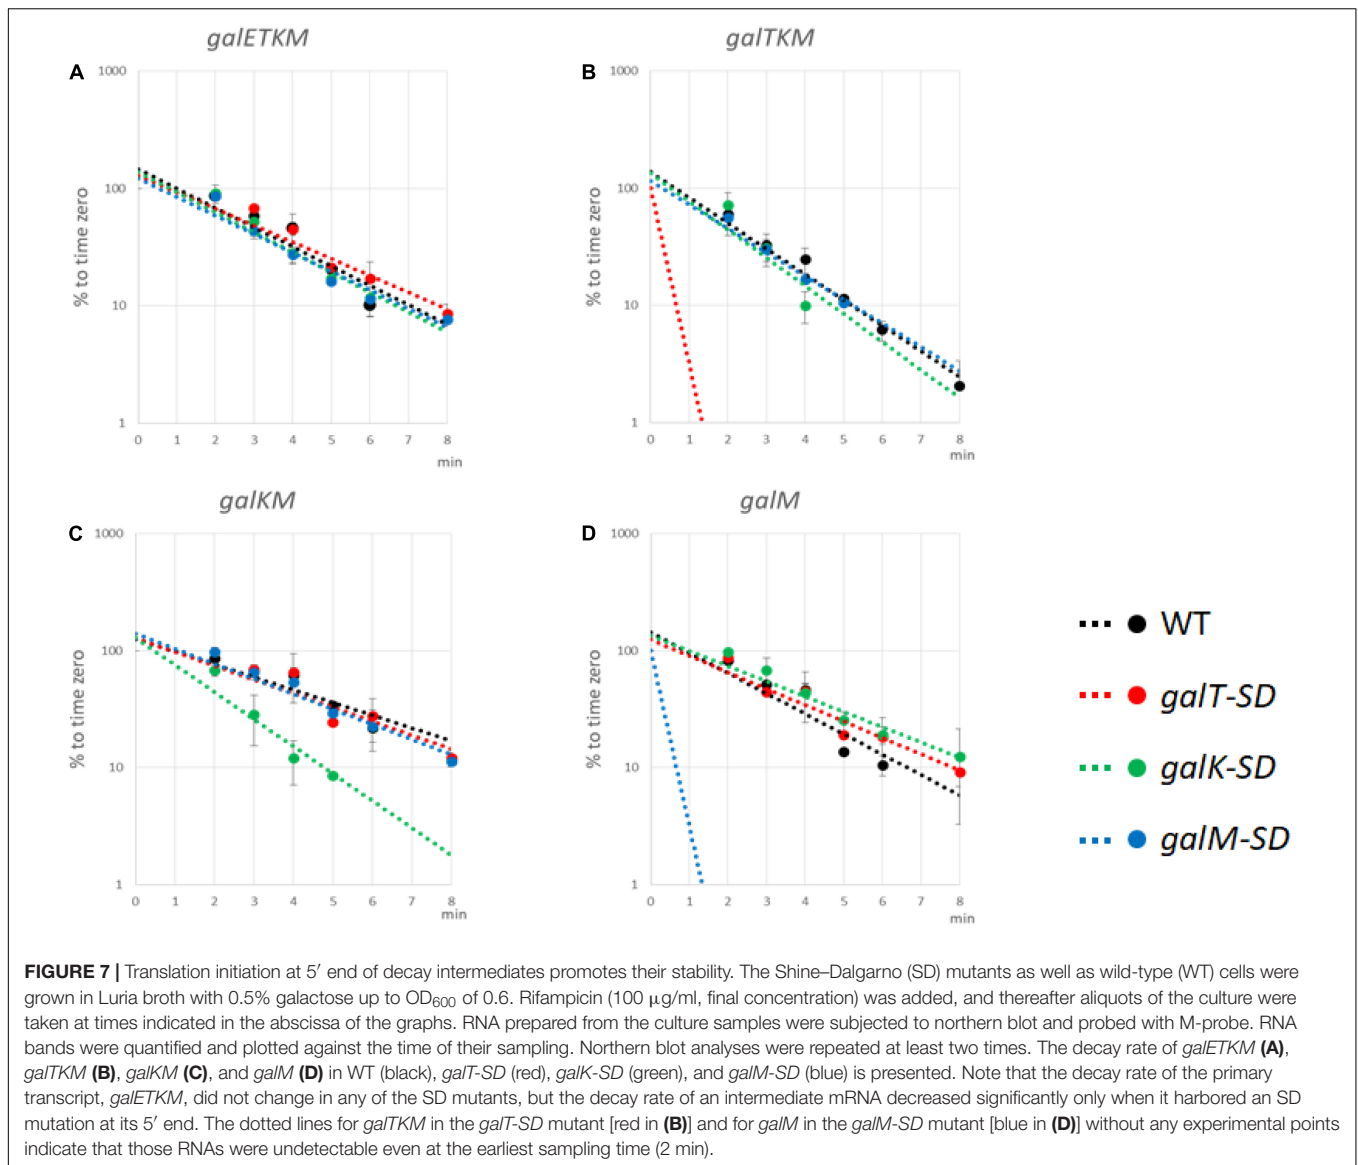 galETKM
A
1000
100
10
1
% to time zero
0 1 2 3 4 5 6 7 8
min
galTKM
B
1000
100
10
1
% to time zero
0 1 2 3 4 5 6 7 8
min
galKM
C
1000
100
10
1
% to time zero
0 1 2 3 4 5 6 7 8
min
galM
D
1000
100
10
1
% to time zero
0 1 2 3 4 5 6 7 8
min
WT
galT-SD
galK-SD
galM-SD
FIGURE 7 | Translation initiation at 5′ end of decay intermediates promotes their stability. The Shine–Dalgarno (SD) mutants as well as wild-type (WT) cells were
grown in Luria broth with 0.5% galactose up to OD600 of 0.6. Rifampicin (100 μg/ml, final concentration) was added, and thereafter aliquots of the culture were
taken at times indicated in the abscissa of the graphs. RNA prepared from the culture samples were subjected to northern blot and probed with M-probe. RNA
bands were quantified and plotted against the time of their sampling. Northern blot analyses were repeated at least two times. The decay rate of galETKM (A),
galTKM (B), galKM (C), and galM (D) in WT (black), galT-SD (red), galK-SD (green), and galM-SD (blue) is presented. Note that the decay rate of the primary
transcript, galETKM, did not change in any of the SD mutants, but the decay rate of an intermediate mRNA decreased significantly only when it harbored an SD
mutation at its 5′ end. The dotted lines for galTKM in the galT-SD mutant [red in (B)] and for galM in the galM-SD mutant [blue in (D)] without any experimental points
indicate that those RNAs were undetectable even at the earliest sampling time (2 min).